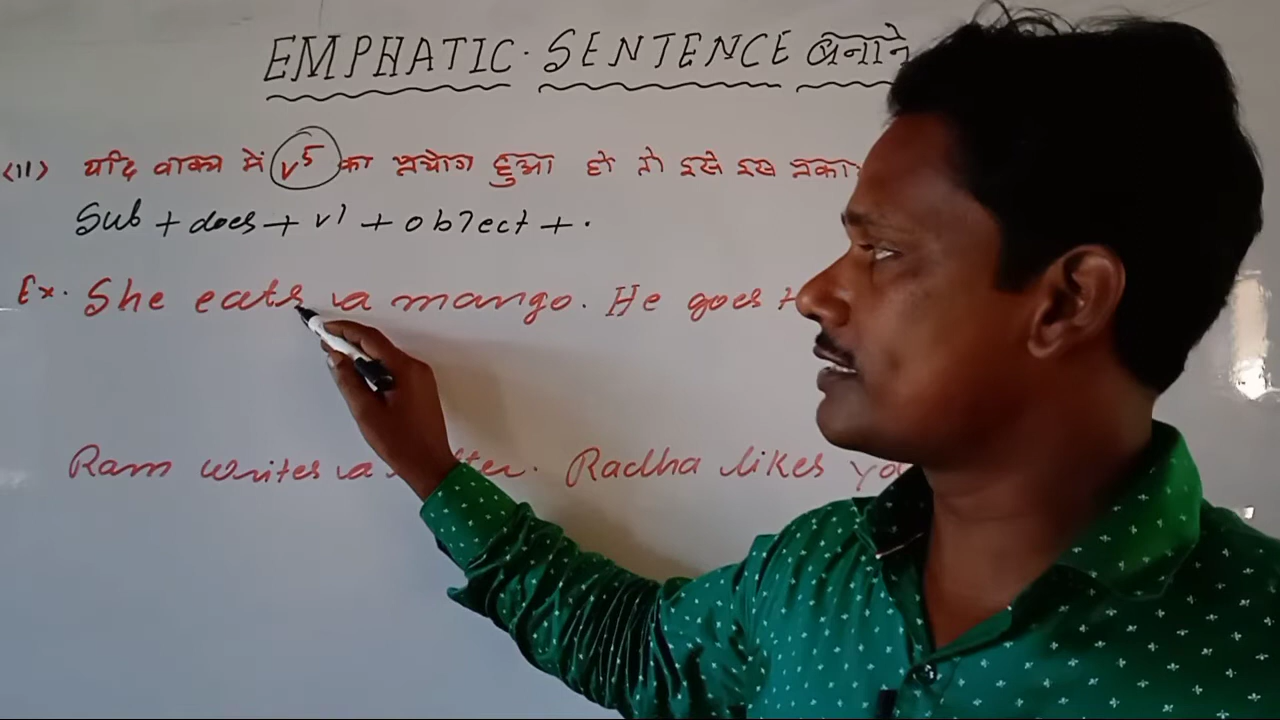 EMPHATIC. SENTENCE बनाने
(II) यदि वाक्य में V5 का प्रयोग हुआ हो तो इसे इस प्रका
Sub + does + V1 + object + .
Ex. She eats a mango. He goes
Ram writes a Radha likes